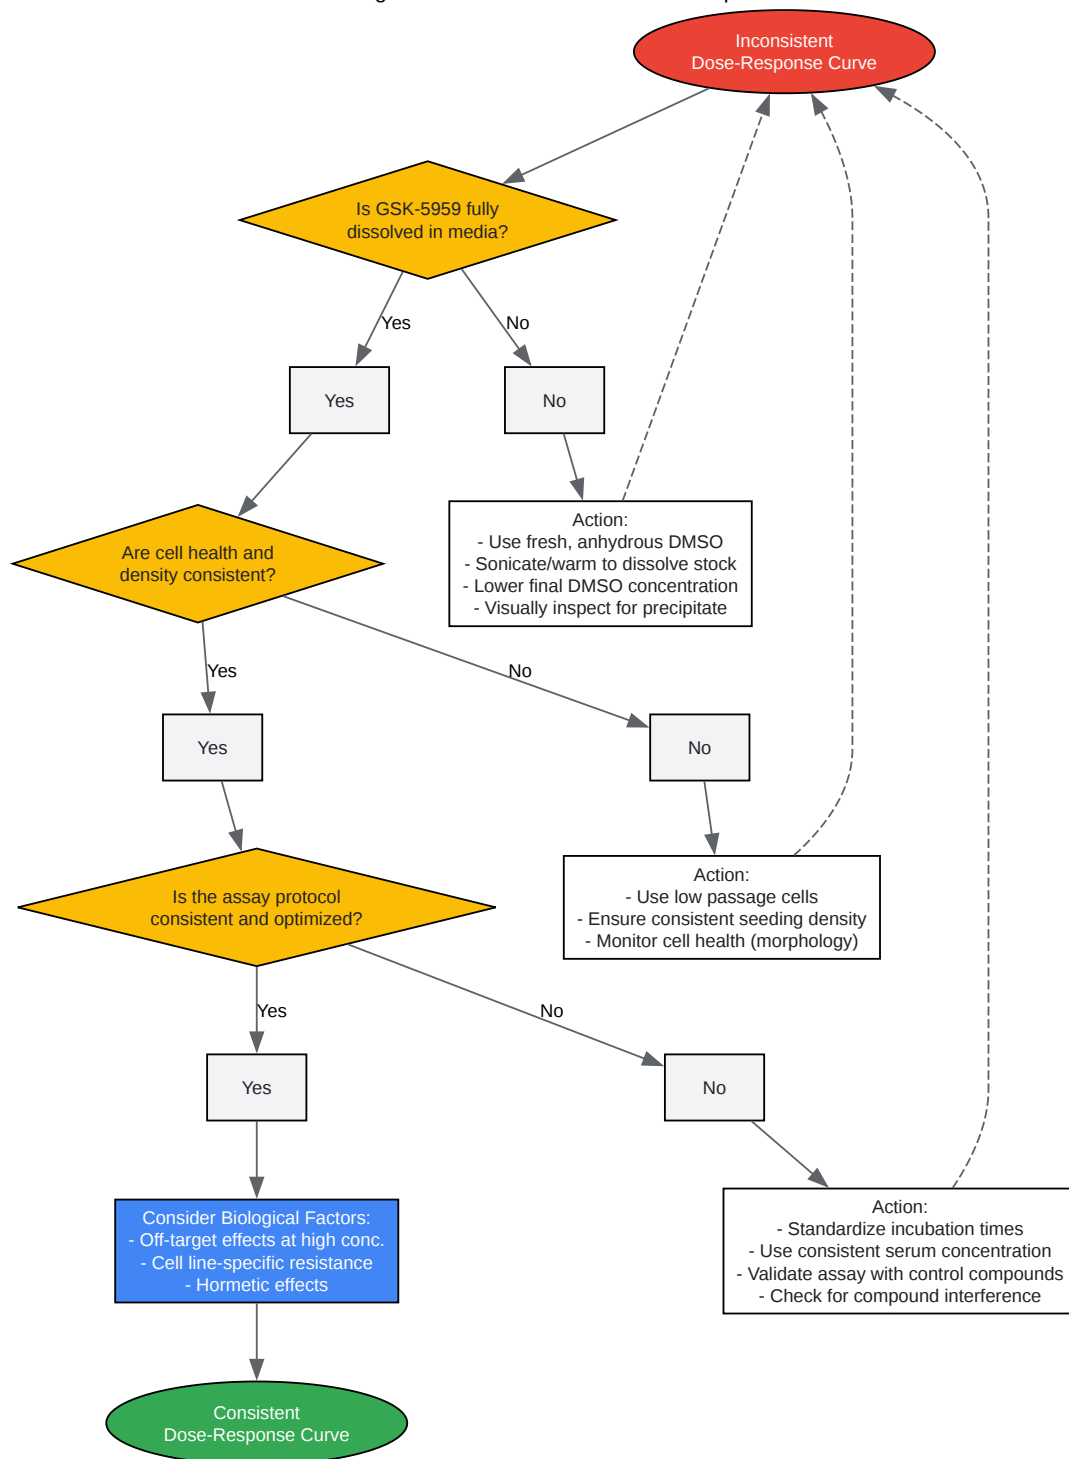 Inconsistent
Dose-Response Curve
Is GSK-5959 fully
dissolved in media?
Yes
No
Yes
No
Action:
- Use fresh, anhydrous DMSO
- Sonicate/warm to dissolve stock
- Lower final DMSO concentration
- Visually inspect for precipitate
Are cell health and
density consistent?
Yes
No
Yes
No
Action:
- Use low passage cells
- Ensure consistent seeding density
- Monitor cell health (morphology)
Is the assay protocol
consistent and optimized?
Yes
No
Yes
No
Action:
- Standardize incubation times
- Use consistent serum concentration
- Validate assay with control compounds
- Check for compound interference
Consider Biological Factors:
- Off-target effects at high conc.
- Cell line-specific resistance
- Hormetic effects
Consistent
Dose-Response Curve